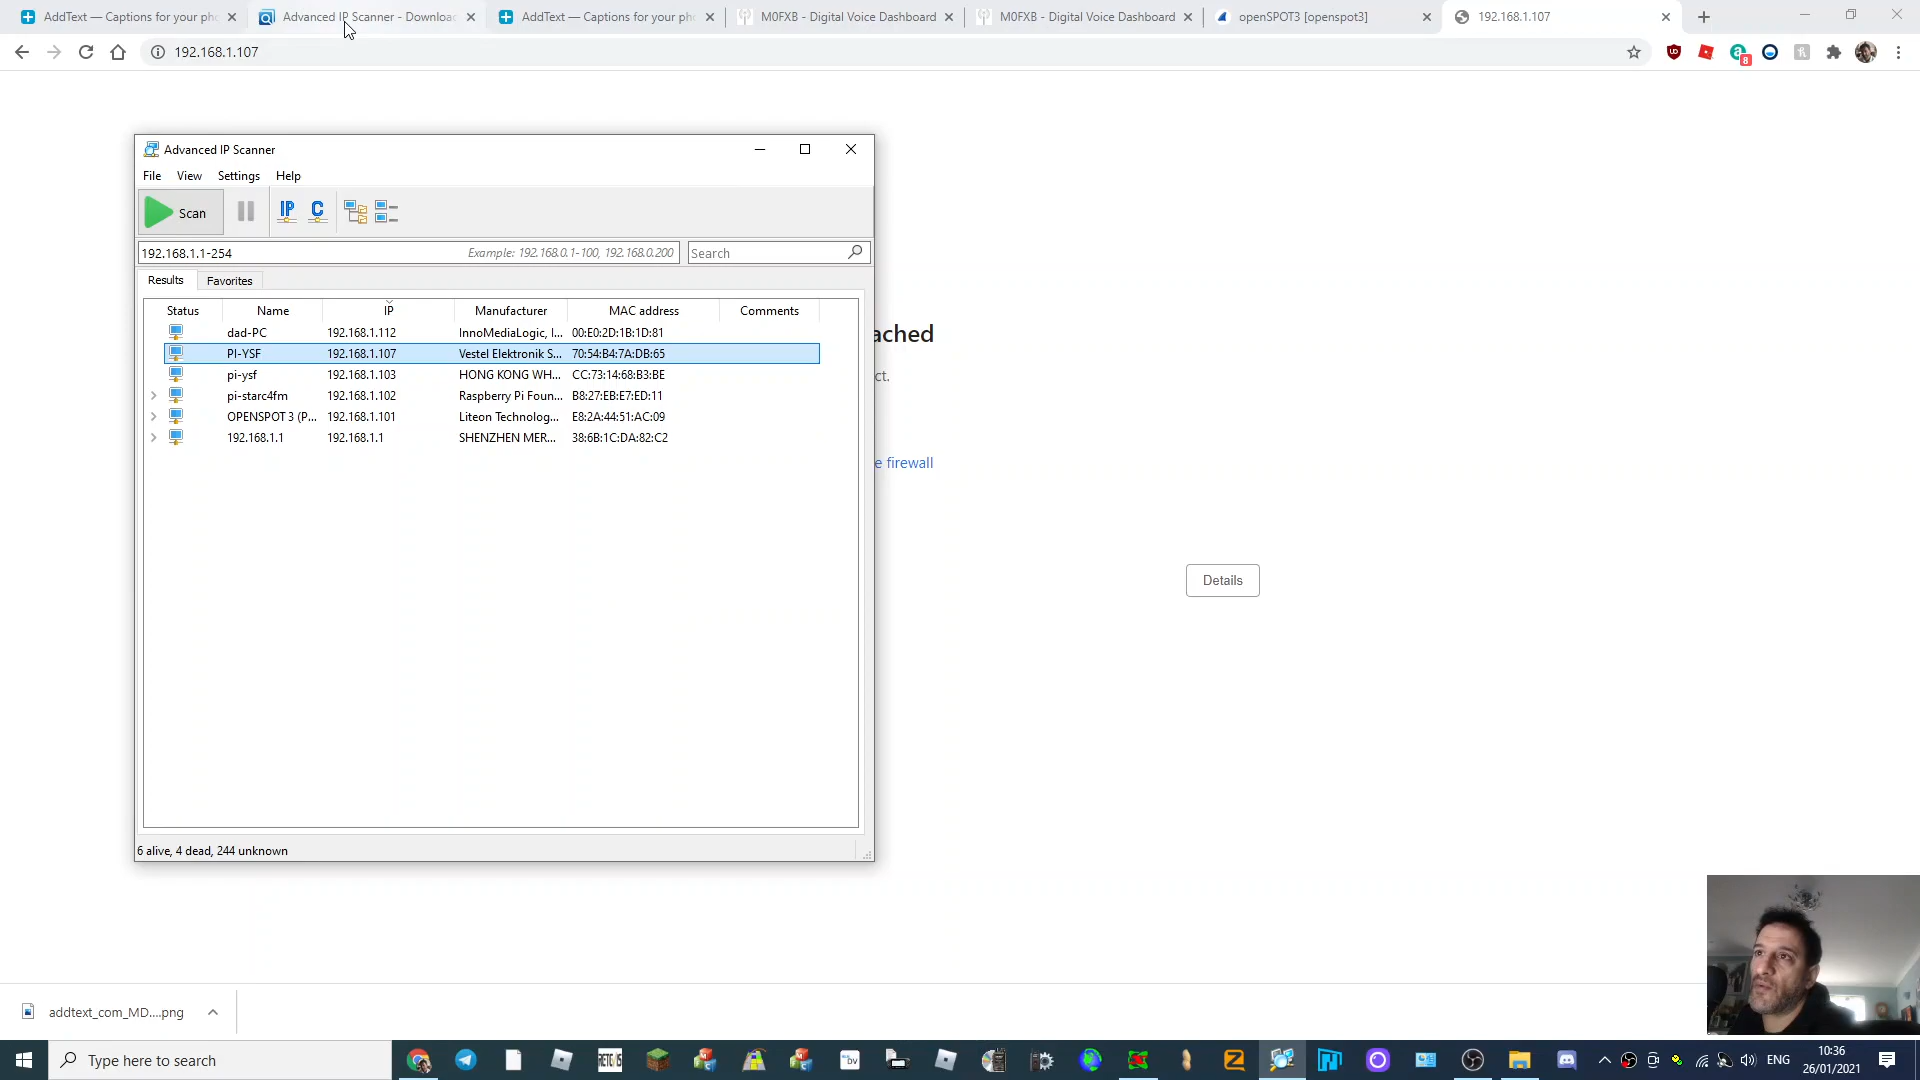 AddText — Captions for your pho
Advanced IP Scanner - Downloa
AddText — Captions for your pho
M0FXB - Digital Voice Dashboard
M0FXB - Digital Voice Dashboard
openSPOT3 [openspot3]
192.168.1.107
192.168.1.107
8
Advanced IP Scanner
File View Settings Help
Scan
IP
C
192.168.1.1-254
Example: 192.168.0.1-100, 192.168.0.200
Search
Results
Favorites
Status Name IP Manufacturer MAC address Comments
dad-PC 192.168.1.112 InnoMediaLogic, I... 00:E0:2D:1B:1D:81
PI-YSF 192.168.1.107 Vestel Elektronik S... 70:54:B4:7A:DB:65
pi-ysf 192.168.1.103 HONG KONG WH... CC:73:14:68:B3:BE
pi-starc4fm 192.168.1.102 Raspberry Pi Foun... B8:27:EB:E7:ED:11
OPENSPOT3 (P... 192.168.1.101 Liteon Technolog... E8:2A:44:51:AC:09
192.168.1.1 192.168.1.1 SHENZHEN MER... 38:6B:1C:DA:82:C2
ached
ct.
e firewall
Details
6 alive, 4 dead, 244 unknown
addtext_com_MD....png
Type here to search
ENG
10:36
26/01/2021